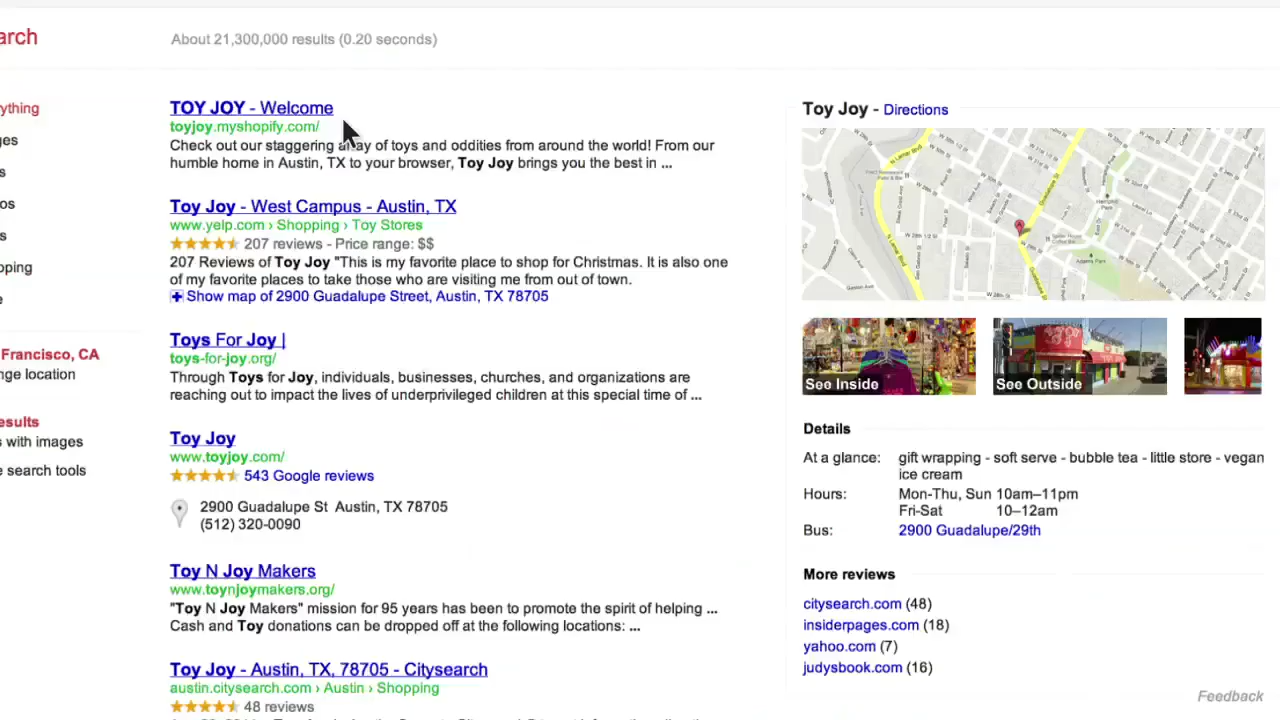 arch
About 21,300,000 results (0.20 seconds)
ything
ges
s
os
s
pping
e
Francisco, CA
nge location
esults
s with images
e search tools
TOY JOY - Welcome
toyjoy.myshopify.com/
Check out our staggering array of toys and oddities from around the world! From our
humble home in Austin, TX to your browser, Toy Joy brings you the best in ...
Toy Joy - West Campus - Austin, TX
www.yelp.com › Shopping › Toy Stores
207 reviews - Price range: $$
207 Reviews of Toy Joy "This is my favorite place to shop for Christmas. It is also one
of my favorite places to take those who are visiting me from out of town.
Show map of 2900 Guadalupe Street, Austin, TX 78705
Toys For Joy |
toys-for-joy.org/
Through Toys for Joy, individuals, businesses, churches, and organizations are
reaching out to impact the lives of underprivileged children at this special time of ...
Toy Joy
www.toyjoy.com/
543 Google reviews
2900 Guadalupe St Austin, TX 78705
(512) 320-0090
Toy N Joy Makers
www.toynjoymakers.org/
"Toy N Joy Makers" mission for 95 years has been to promote the spirit of helping ...
Cash and Toy donations can be dropped off at the following locations: ...
Toy Joy - Austin, TX, 78705 - Citysearch
austin.citysearch.com › Austin › Shopping
48 reviews
Toy Joy - Directions
N Lamar Blvd
Guadalupe St
A
See Inside
See Outside
Details
At a glance: gift wrapping - soft serve - bubble tea - little store - vegan
ice cream
Hours: Mon-Thu, Sun 10am–11pm
Fri-Sat 10–12am
Bus: 2900 Guadalupe/29th
More reviews
citysearch.com (48)
insiderpages.com (18)
yahoo.com (7)
judysbook.com (16)
Feedback